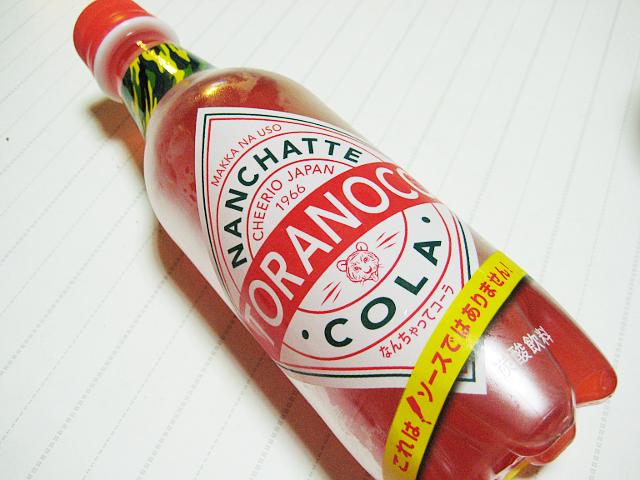 MAKKA NA USO
NANCHATTE
CHEERIO JAPAN
1966
TORANOCO
COLA
なんちゃってコーラ
これは!ソースではありません!
炭酸飲料